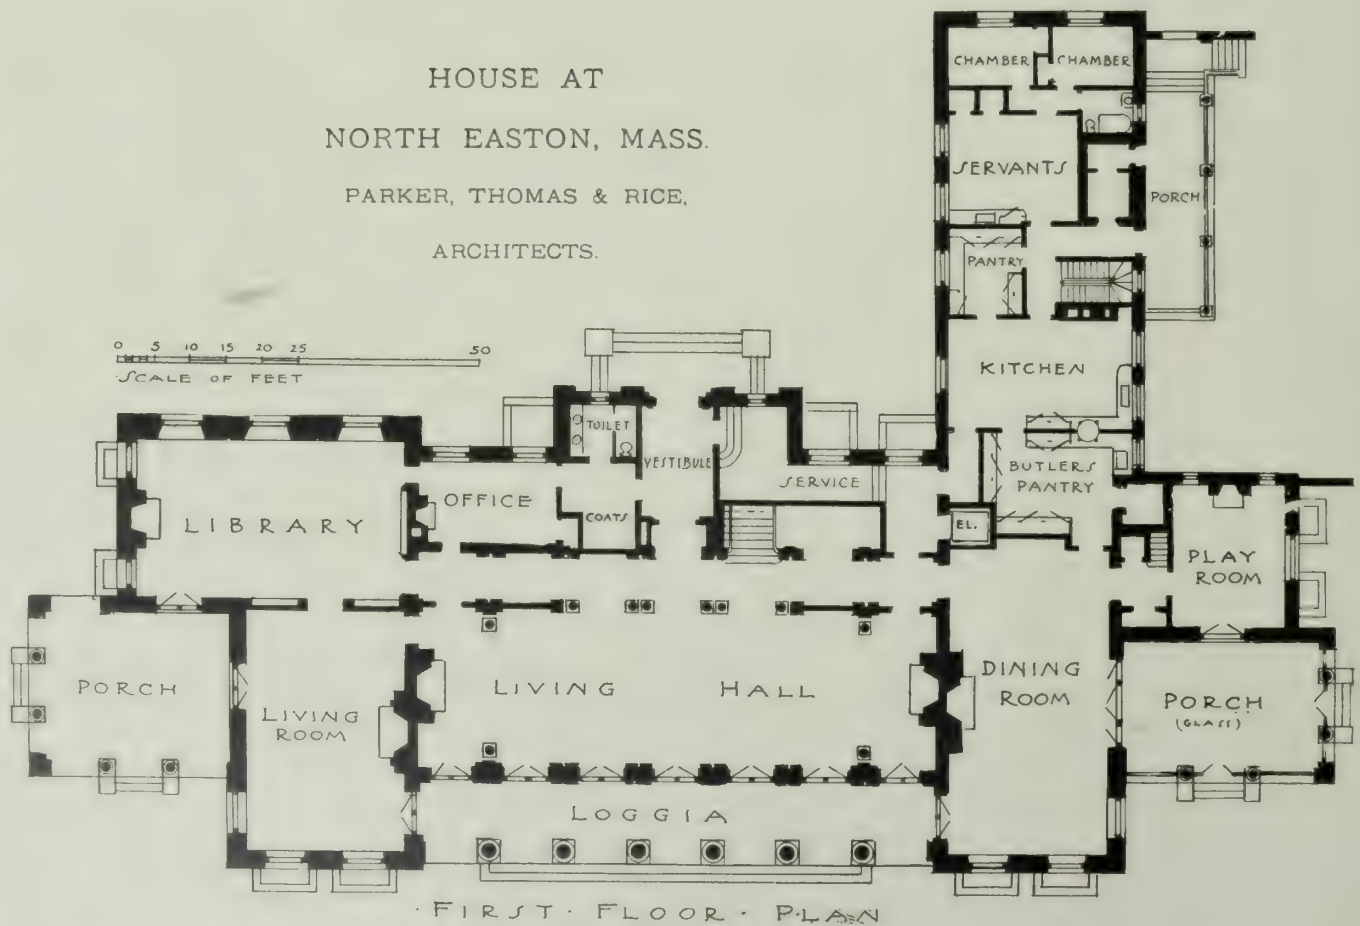 HOUSE AT
NORTH EASTON, MASS.
PARKER, THOMAS & RICE,
ARCHITECTS.
0 5 10 15 20 25 50
SCALE OF FEET
CHAMBER
CHAMBER
SERVANTS
PORCH
PANTRY
KITCHEN
TOILET
VESTIBULE
SERVICE
BUTLERS
PANTRY
LIBRARY
OFFICE
COATS
EL.
PLAY
ROOM
PORCH
LIVING
ROOM
LIVING HALL
DINING
ROOM
PORCH
(GLASS)
LOGGIA
· FIRST · FLOOR · PLAN